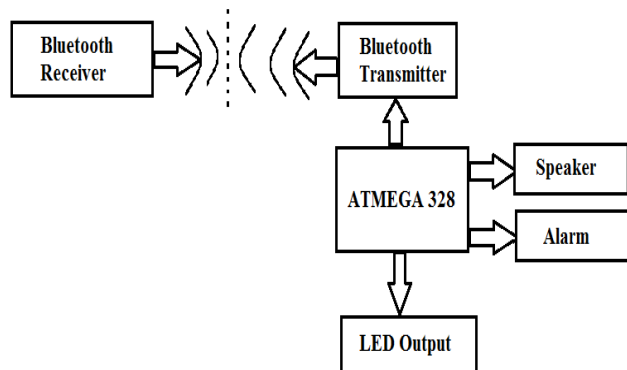 Bluetooth
Receiver
Bluetooth
Transmitter
ATMEGA 328
Speaker
Alarm
LED Output